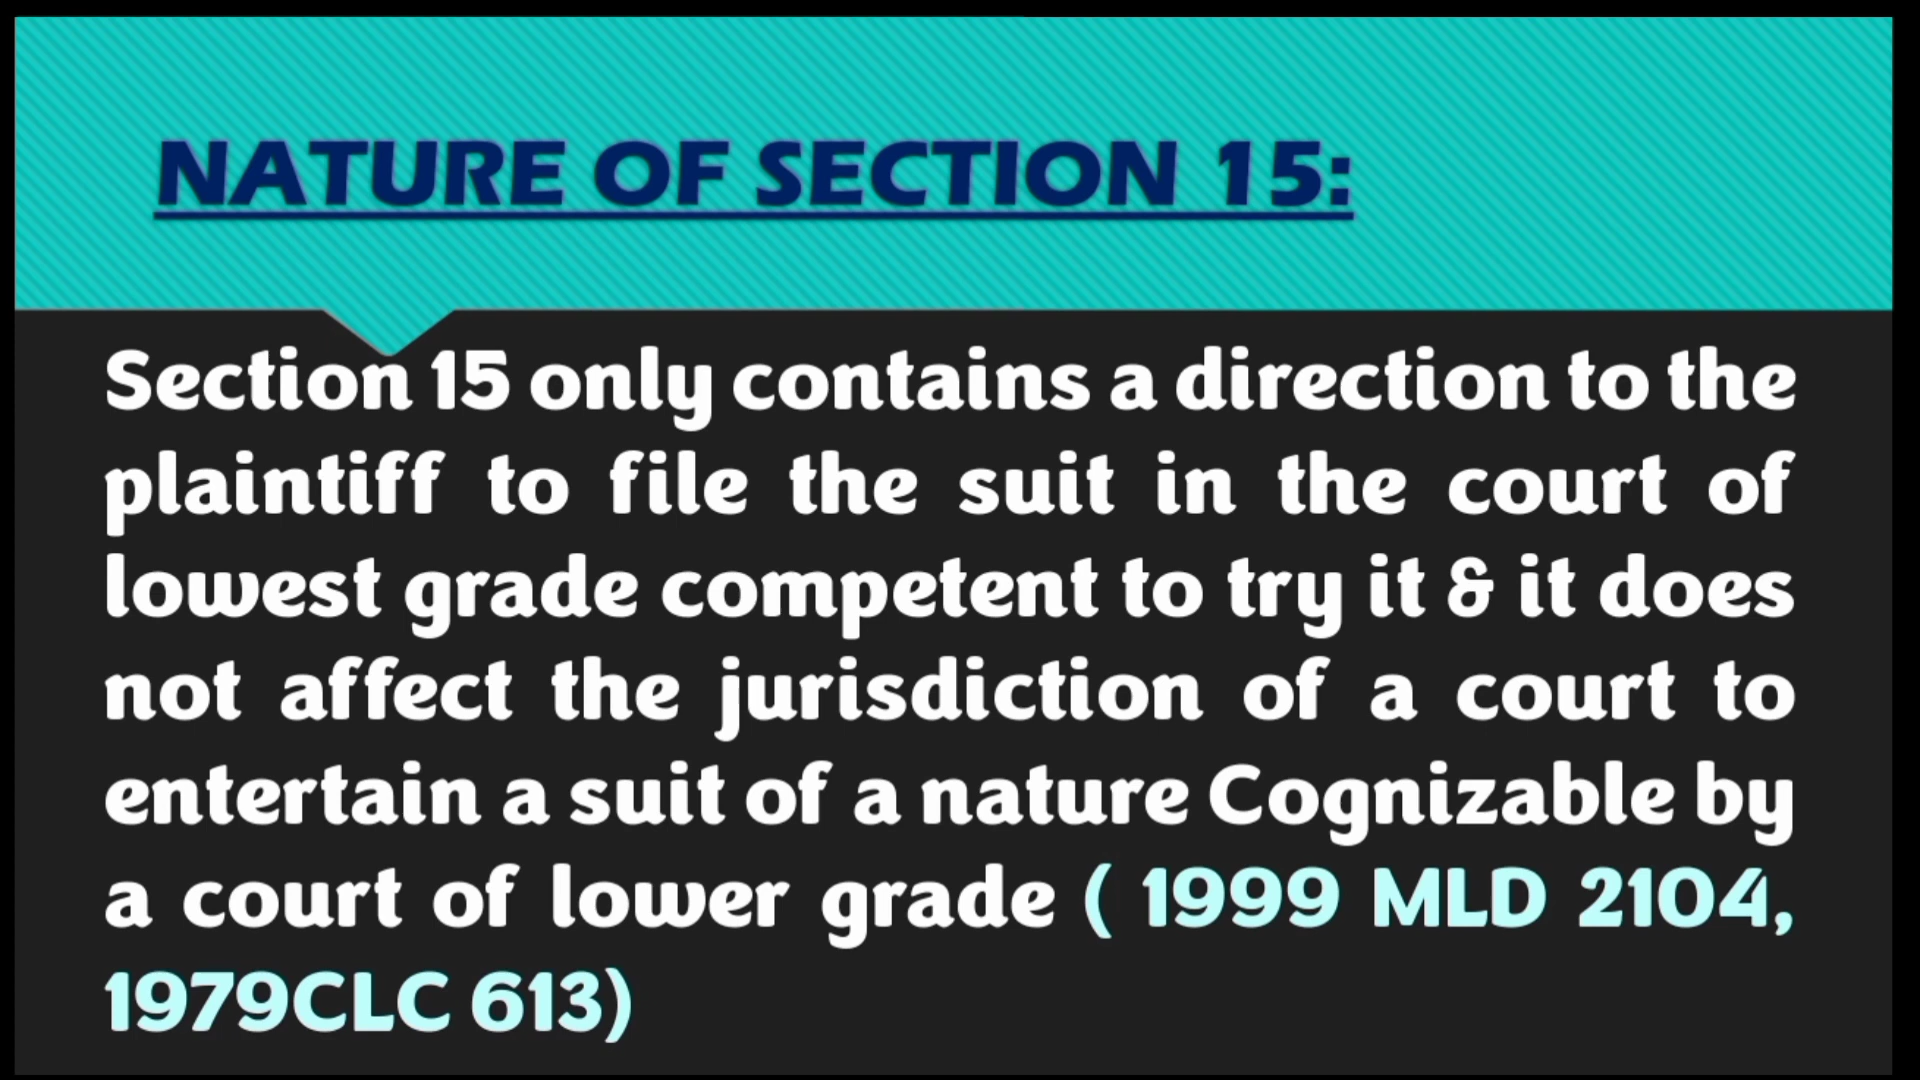 NATURE OF SECTION 15:
Section 15 only contains a direction to the
plaintiff to file the suit in the court of
lowest grade competent to try it & it does
not affect the jurisdiction of a court to
entertain a suit of a nature Cognizable by
a court of lower grade ( 1999 MLD 2104,
1979CLC 613)